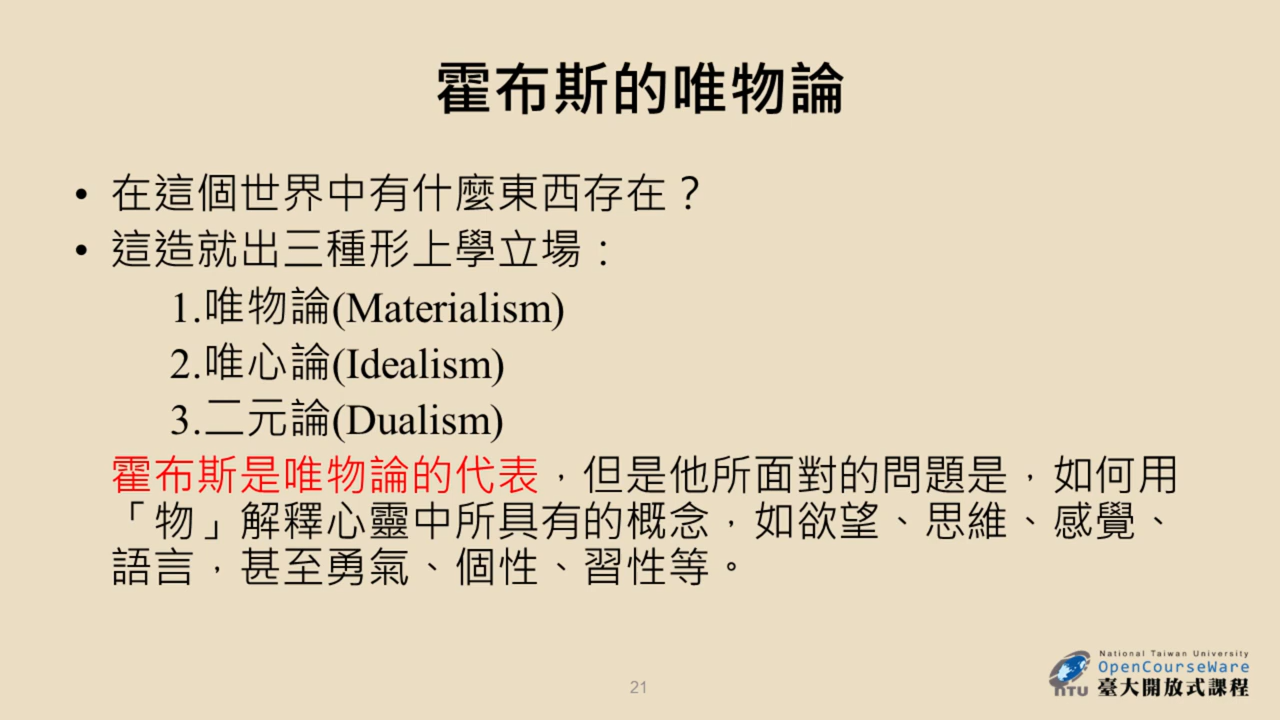 霍布斯的唯物論
• 在這個世界中有什麼東西存在？
• 這造就出三種形上學立場：
1.唯物論(Materialism)
2.唯心論(Idealism)
3.二元論(Dualism)
霍布斯是唯物論的代表，但是他所面對的問題是，如何用
「物」解釋心靈中所具有的概念，如欲望、思維、感覺、
語言，甚至勇氣、個性、習性等。
National Taiwan University
OpenCourseWare
NTU 臺大開放式課程
21